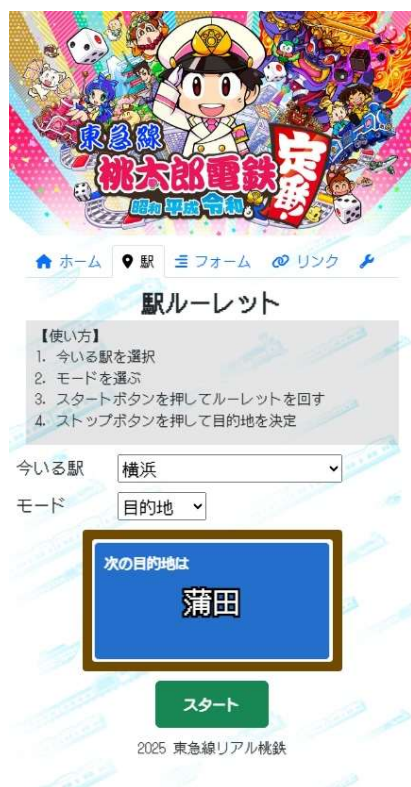 東急線
桃太郎電鉄
昭和 平成 令和も
定番!
ホーム 駅 フォーム リンク
駅ルーレット
【使い方】
1. 今いる駅を選択
2. モードを選ぶ
3. スタートボタンを押してルーレットを回す
4. ストップボタンを押して目的地を決定
今いる駅 横浜
モード 目的地
次の目的地は
蒲田
スタート
2025 東急線リアル桃鉄